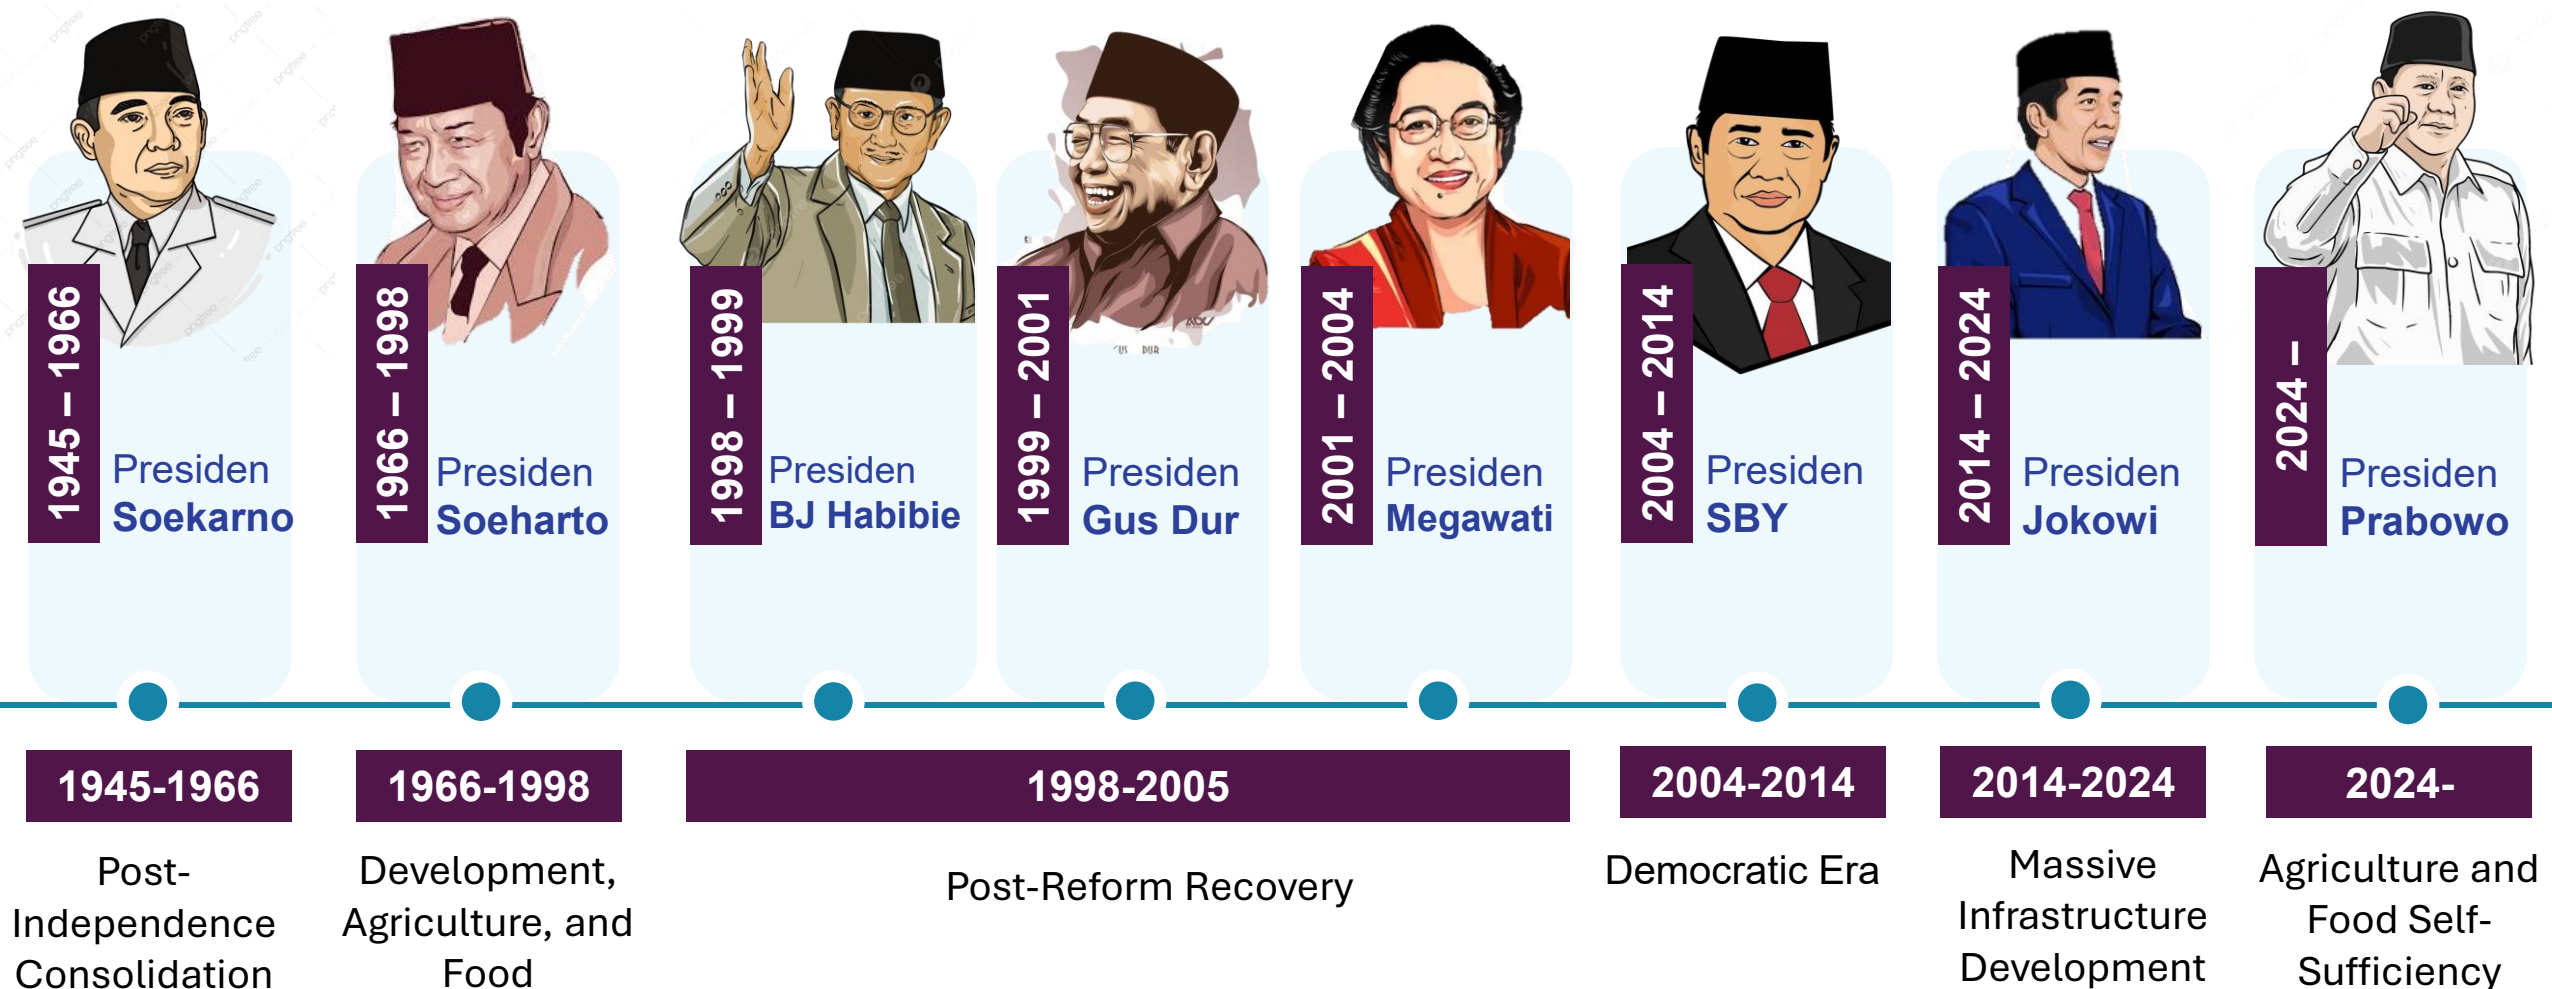 1945 – 1966
Presiden
Soekarno
1966 – 1998
Presiden
Soeharto
1998 – 1999
Presiden
BJ Habibie
1999 – 2001
Presiden
Gus Dur
2001 – 2004
Presiden
Megawati
2004 – 2014
Presiden
SBY
2014 – 2024
Presiden
Jokowi
2024 –
Presiden
Prabowo
1945-1966
Post-
Independence
Consolidation
1966-1998
Development,
Agriculture, and
Food
1998-2005
Post-Reform Recovery
2004-2014
Democratic Era
2014-2024
Massive
Infrastructure
Development
2024-
Agriculture and
Food Self-
Sufficiency
pngtree
DUR